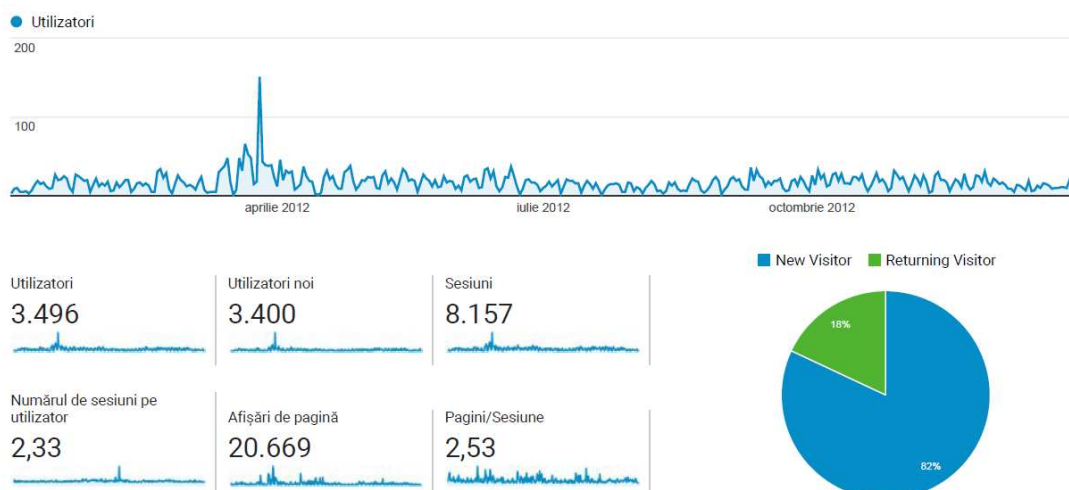 Utilizatori
200
100
aprilie 2012
iulie 2012
octombrie 2012
New Visitor
Returning Visitor
Utilizatori
3.496
Utilizatori noi
3.400
Sesiuni
8.157
Numărul de sesiuni pe
utilizator
2,33
Afișări de pagină
20.669
Pagini/Sesiune
2,53
18%
82%